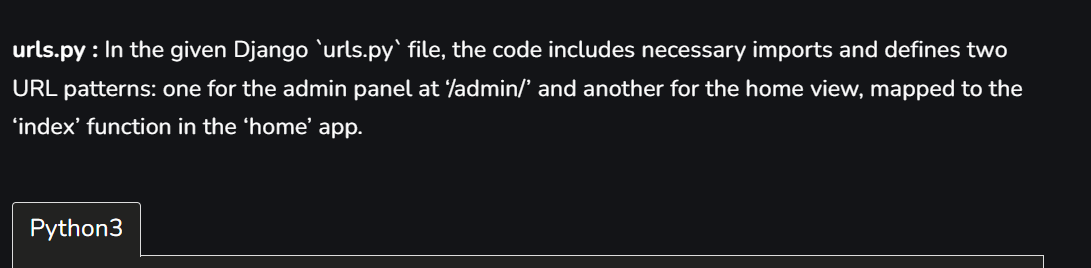 urls.py : In the given Django `urls.py` file, the code includes necessary imports and defines two
URL patterns: one for the admin panel at ‘/admin/’ and another for the home view, mapped to the
‘index’ function in the ‘home’ app.
Python3